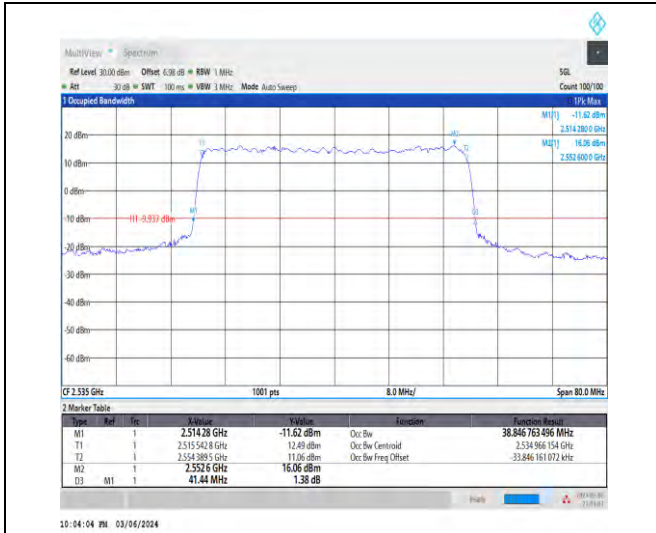 MultiView Spectrum
Ref Level 30.00 dBm Offset 6.98 dB RBW 1 MHz SGL
Att 30 dB SWT 100 ms VBW 3 MHz Mode Auto Sweep Count 100/100
1 Occupied Bandwidth 1Pk Max
M1[1] -11.62 dBm
2.514 280 0 GHz
M2[1] 16.06 dBm
2.552 600 0 GHz
20 dBm
T1
M2
T2
10 dBm
0 dBm
M1
D3
-10 dBm
H1 -9.937 dBm
-20 dBm
-30 dBm
-40 dBm
-50 dBm
-60 dBm
CF 2.535 GHz 1001 pts 8.0 MHz/ Span 80.0 MHz
2 Marker Table
Type Ref Trc X-Value Y-Value Function Function Result
M1 1 2.514 28 GHz -11.62 dBm Occ Bw 38.846 763 496 MHz
T1 1 2.515 542 8 GHz 12.49 dBm Occ Bw Centroid 2.534 966 154 GHz
T2 1 2.554 389 5 GHz 11.06 dBm Occ Bw Freq Offset -33.846 161 072 kHz
M2 1 2.552 6 GHz 16.06 dBm
D3 M1 1 41.44 MHz 1.38 dB
10:04:04 PM 03/06/2024